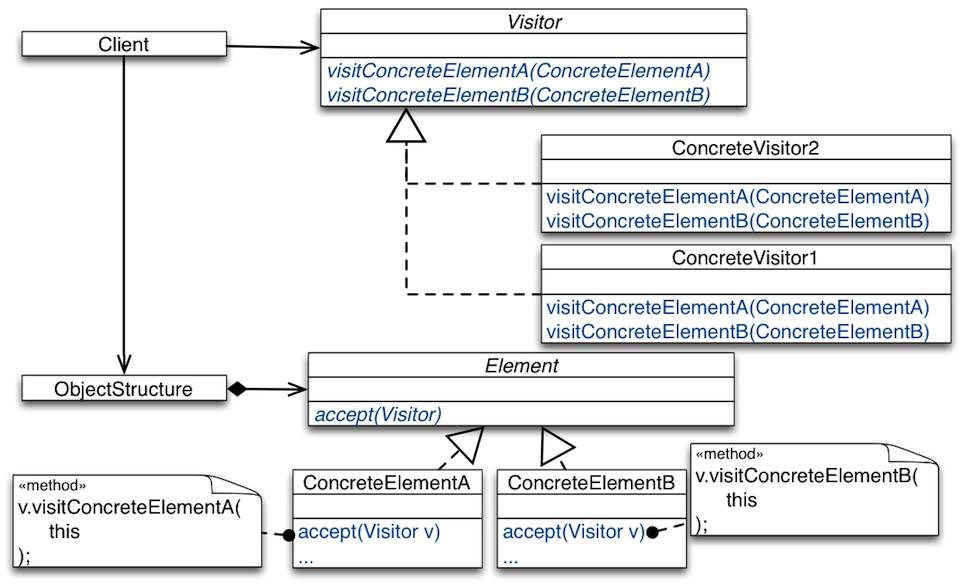 Client
Visitor
visitConcreteElementA(ConcreteElementA)
visitConcreteElementB(ConcreteElementB)
ConcreteVisitor2
visitConcreteElementA(ConcreteElementA)
visitConcreteElementB(ConcreteElementB)
ConcreteVisitor1
visitConcreteElementA(ConcreteElementA)
visitConcreteElementB(ConcreteElementB)
ObjectStructure
Element
accept(Visitor)
«method»
v.visitConcreteElementA(
this
);
ConcreteElementA
accept(Visitor v)
...
ConcreteElementB
accept(Visitor v)
...
«method»
v.visitConcreteElementB(
this
);